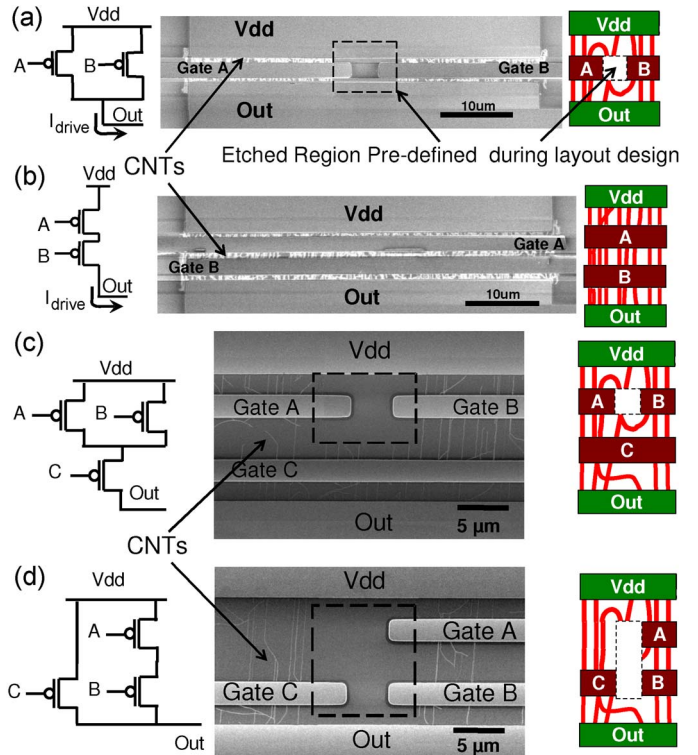 (a)
Vdd
A
B
Out
I drive
Vdd
Gate A
Gate B
Out
10um
Vdd
A
B
Out
CNTs
Etched Region Pre-defined during layout design
(b)
Vdd
A
B
Out
I drive
Vdd
Gate A
Gate B
Out
10um
Vdd
A
B
Out
(c)
Vdd
A
B
C
Out
Vdd
Gate A
Gate B
Gate C
Out
5 µm
Vdd
A
B
C
Out
CNTs
(d)
Vdd
A
C
B
Out
Vdd
Gate A
Gate C
Gate B
Out
5 µm
Vdd
A
C
B
Out